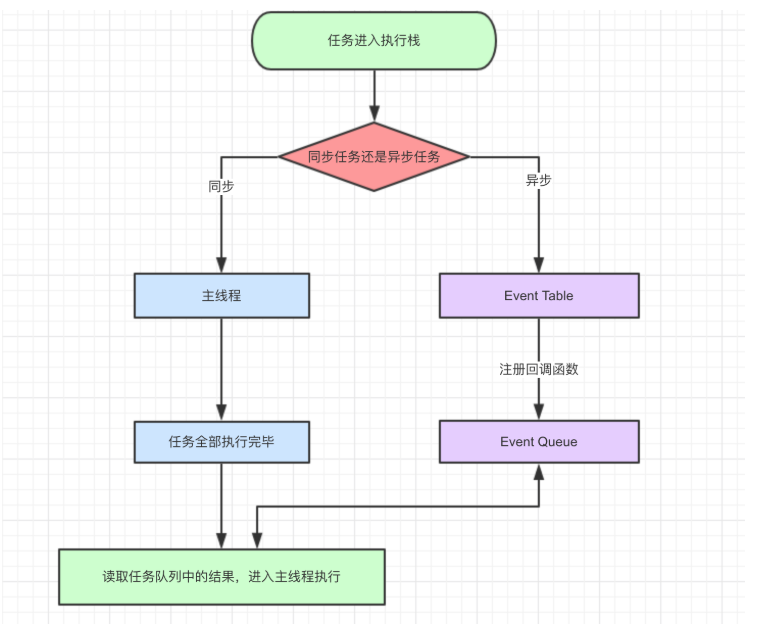 任务进入执行栈
同步任务还是异步任务
同步
异步
主线程
Event Table
注册回调函数
任务全部执行完毕
Event Queue
读取任务队列中的结果，进入主线程执行